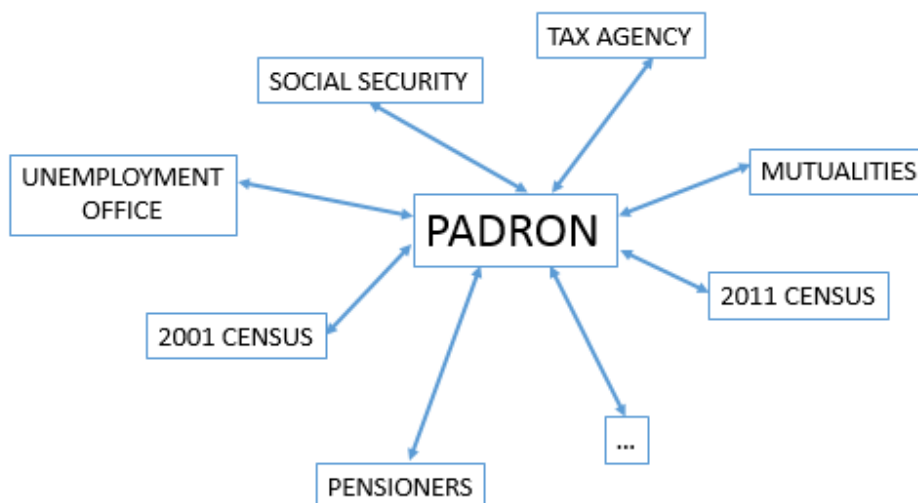 TAX AGENCY
SOCIAL SECURITY
UNEMPLOYMENT
OFFICE
MUTUALITIES
PADRON
2011 CENSUS
2001 CENSUS
...
PENSIONERS